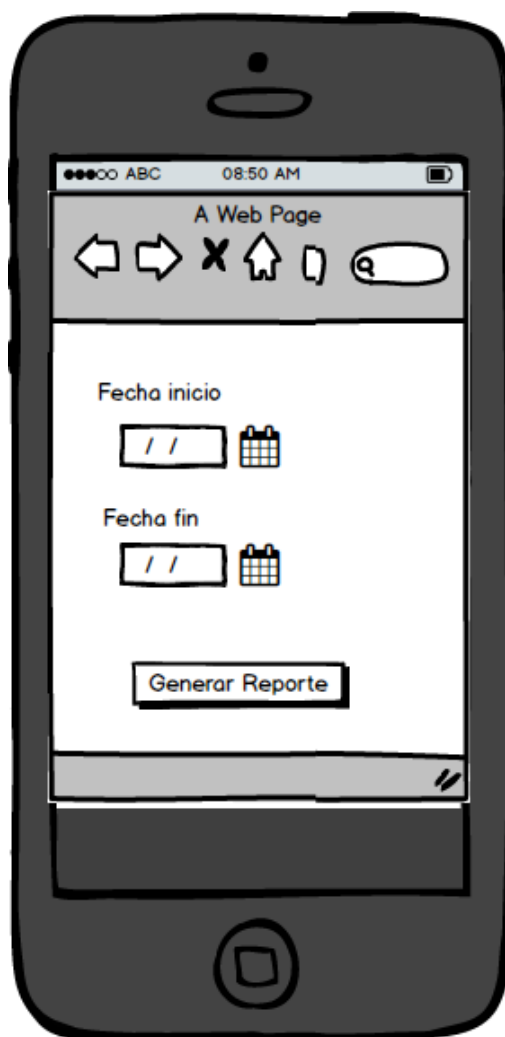 ABC 08:50 AM
A Web Page
Fecha inicio
/ /
Fecha fin
/ /
Generar Reporte